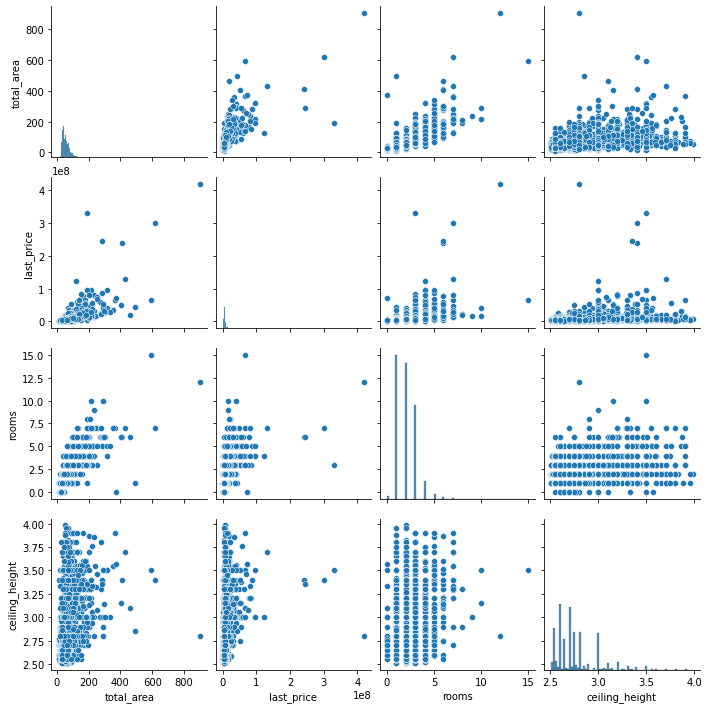 800
600
400
200
0
total_area
1e8
4
3
2
1
0
last_price
15.0
12.5
10.0
7.5
5.0
2.5
0.0
rooms
4.00
3.75
3.50
3.25
3.00
2.75
2.50
ceiling_height
0 200 400 600 800
total_area
0 2 4
1e8
last_price
0 5 10 15
rooms
2.5 3.0 3.5 4.0
ceiling_height